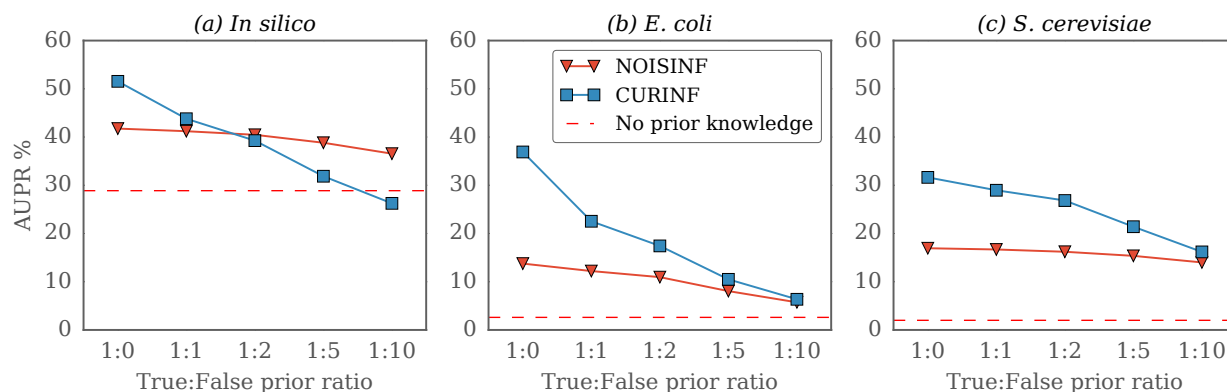 (a) In silico
(b) E. coli
(c) S. cerevisiae
AUPR %
60
50
40
30
20
10
0
1:0 1:1 1:2 1:5 1:10
True:False prior ratio
60
50
40
30
20
10
0
NOISINF
CURINF
No prior knowledge
1:0 1:1 1:2 1:5 1:10
True:False prior ratio
60
50
40
30
20
10
0
1:0 1:1 1:2 1:5 1:10
True:False prior ratio